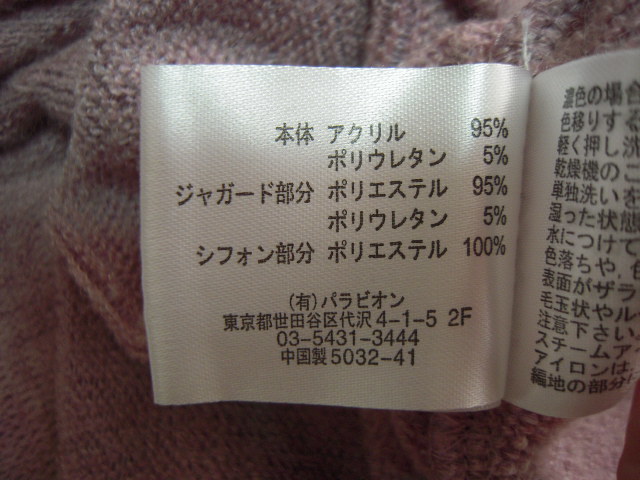 本体 アクリル 95%
ポリウレタン 5%
ジャガード部分 ポリエステル 95%
ポリウレタン 5%
シフォン部分 ポリエステル 100%
(有)パラビオン
東京都世田谷区代沢4-1-5 2F
03-5431-3444
中国製5032-41
濃色の場合
色移りする
軽く押し洗
乾燥機のご
単独洗いを
湿った状態
水につけて
色落ちや、色
表面がザラ
毛玉状やル
注意下さい。
スチームア
アイロンは、
編地の部分